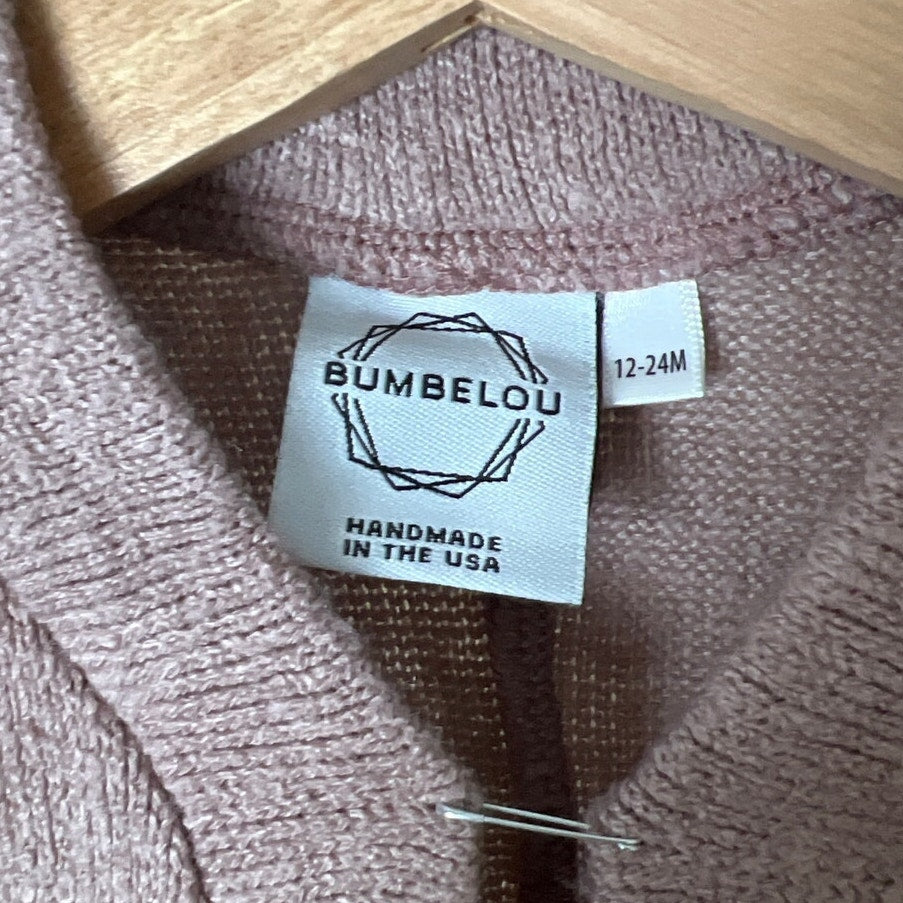 BUMBELOU
HANDMADE
IN THE USA
12-24M